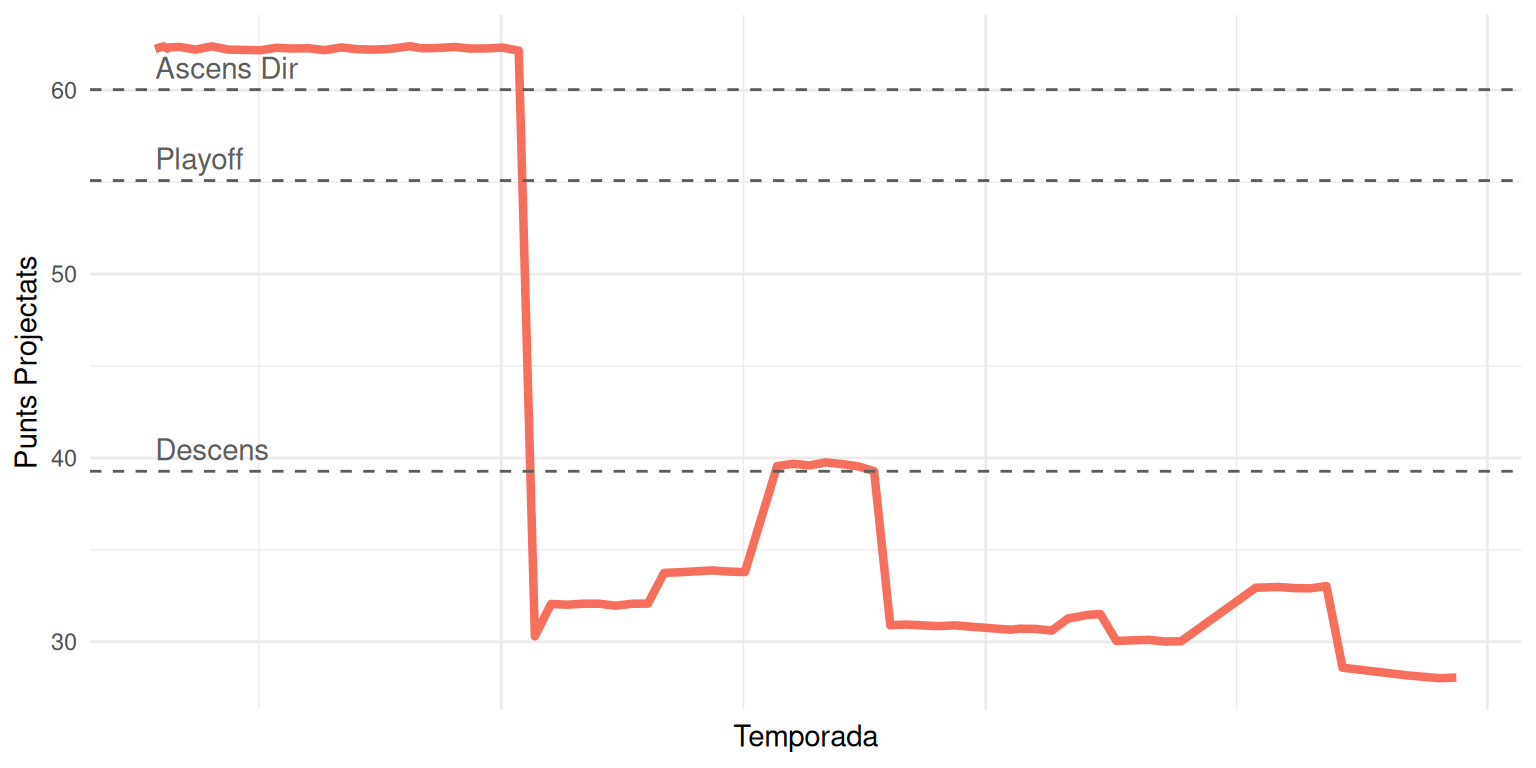 Ascens Dir
60
Playoff
50
Punts Projectats
Descens
40
30
Temporada